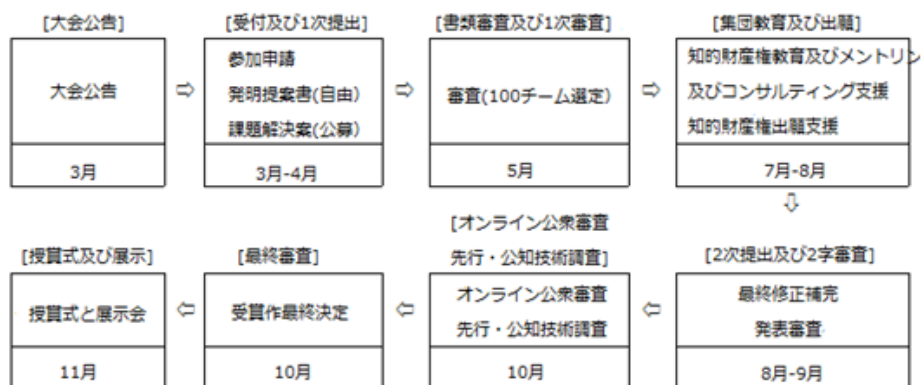 [大会公告]
大会公告
3月
[受付及び1次提出]
参加申請
発明提案書(自由)
課題解決案(公募)
3月-4月
[書類審査及び1次審査]
審査(100チーム選定)
5月
[集団教育及び出願]
知的財産権教育及びメントリン
及びコンサルティング支援
知的財産権出願支援
7月-8月
[2次提出及び2字審査]
最終修正補完
発表審査
8月-9月
[オンライン公衆審査
先行・公知技術調査]
オンライン公衆審査
先行・公知技術調査
10月
[最終審査]
受賞作最終決定
10月
[授賞式及び展示]
授賞式と展示会
11月